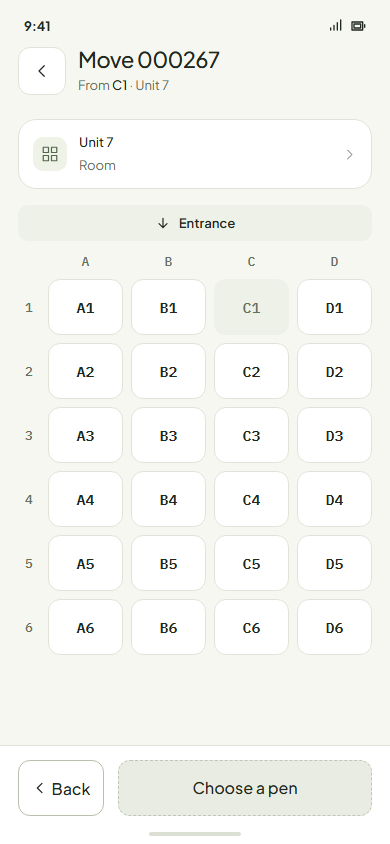 9:41
Move 000267
From C1 · Unit 7
Unit 7
Room
Entrance
A B C D
1 A1 B1 C1 D1
2 A2 B2 C2 D2
3 A3 B3 C3 D3
4 A4 B4 C4 D4
5 A5 B5 C5 D5
6 A6 B6 C6 D6
Back Choose a pen